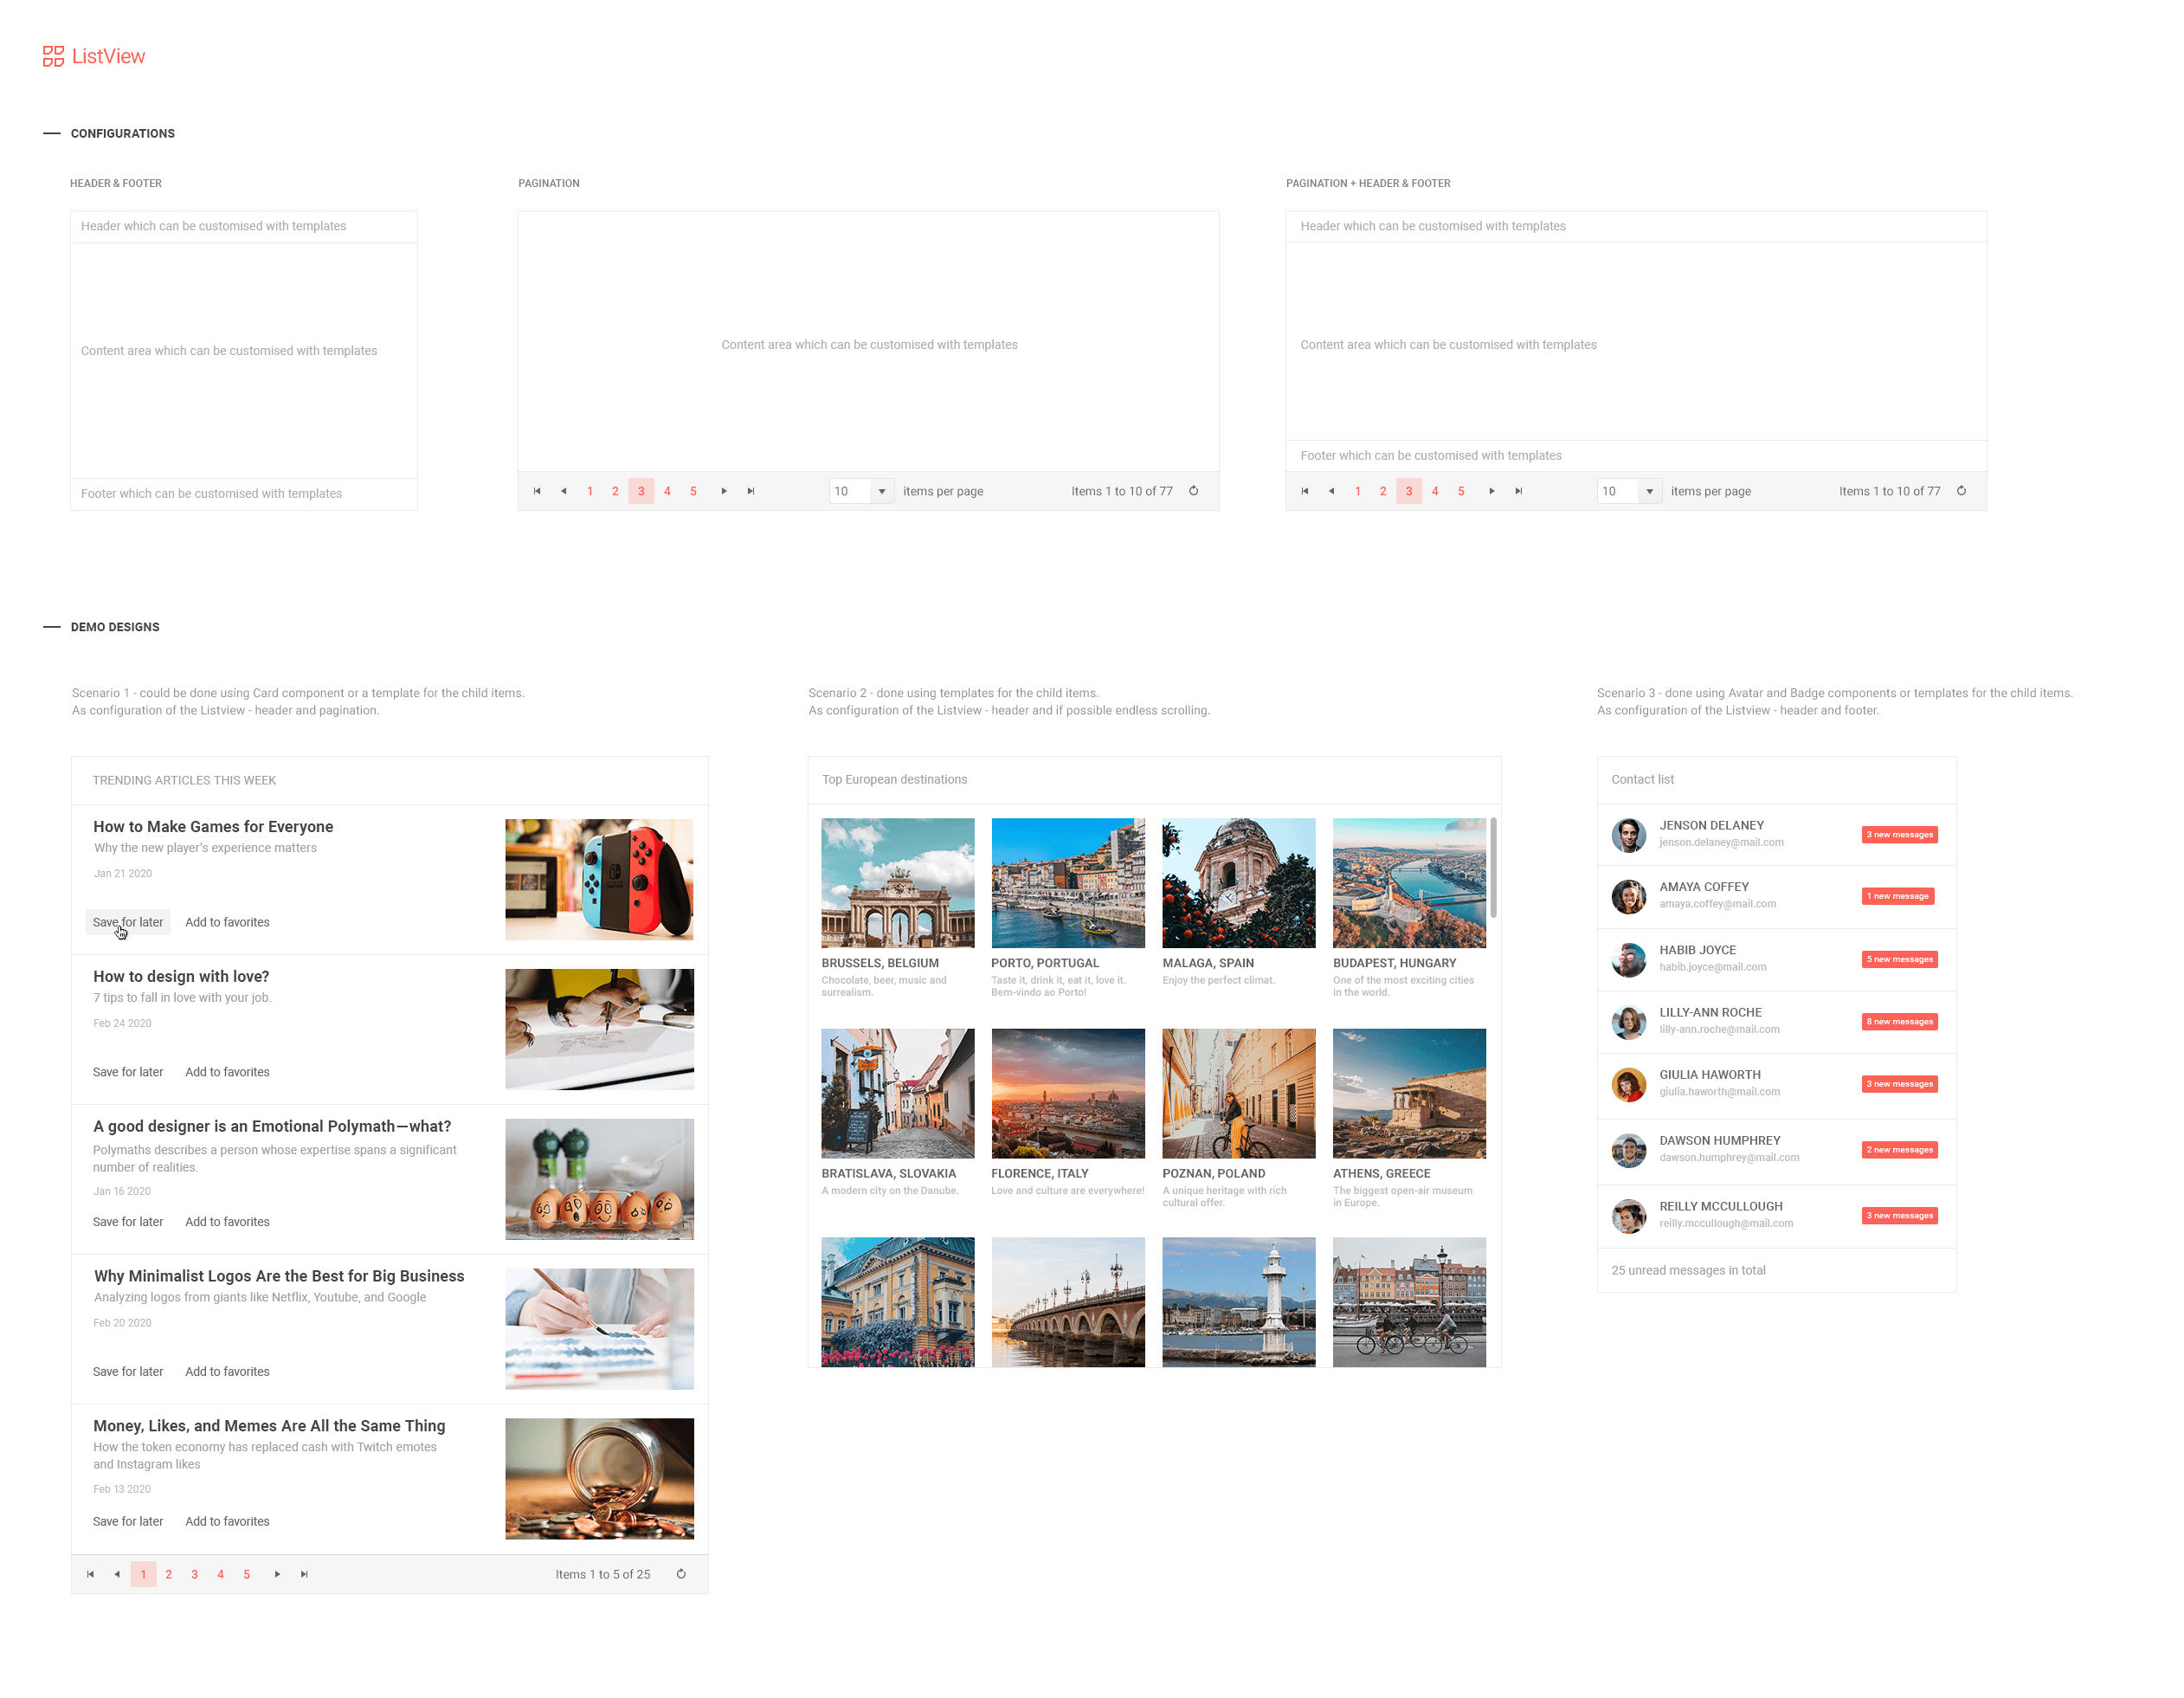 ListView
CONFIGURATIONS
HEADER & FOOTER
Header which can be customised with templates
Content area which can be customised with templates
Footer which can be customised with templates
PAGINATION
Content area which can be customised with templates
1 2 3 4 5 10 items per page Items 1 to 10 of 77
PAGINATION + HEADER & FOOTER
Header which can be customised with templates
Content area which can be customised with templates
Footer which can be customised with templates
1 2 3 4 5 10 items per page Items 1 to 10 of 77
DEMO DESIGNS
Scenario 1 - could be done using Card component or a template for the child items.
As configuration of the Listview - header and pagination.
TRENDING ARTICLES THIS WEEK
How to Make Games for Everyone
Why the new player’s experience matters
Jan 21 2020
Save for later Add to favorites
How to design with love?
7 tips to fall in love with your job.
Feb 24 2020
Save for later Add to favorites
A good designer is an Emotional Polymath—what?
Polymaths describes a person whose expertise spans a significant
number of realities.
Jan 16 2020
Save for later Add to favorites
Why Minimalist Logos Are the Best for Big Business
Analyzing logos from giants like Netflix, Youtube, and Google
Feb 20 2020
Save for later Add to favorites
Money, Likes, and Memes Are All the Same Thing
How the token economy has replaced cash with Twitch emotes
and Instagram likes
Feb 13 2020
Save for later Add to favorites
1 2 3 4 5 Items 1 to 5 of 25
Scenario 2 - done using templates for the child items.
As configuration of the Listview - header and if possible endless scrolling.
Top European destinations
BRUSSELS, BELGIUM
Chocolate, beer, music and
surrealism.
PORTO, PORTUGAL
Taste it, drink it, eat it, love it.
Bem-vindo ao Porto!
MALAGA, SPAIN
Enjoy the perfect climat.
BUDAPEST, HUNGARY
One of the most exciting cities
in the world.
BRATISLAVA, SLOVAKIA
A modern city on the Danube.
FLORENCE, ITALY
Love and culture are everywhere!
POZNAN, POLAND
A unique heritage with rich
cultural offer.
ATHENS, GREECE
The biggest open-air museum
in Europe.
Scenario 3 - done using Avatar and Badge components or templates for the child items.
As configuration of the Listview - header and footer.
Contact list
JENSON DELANEY
jenson.delaney@mail.com
3 new messages
AMAYA COFFEY
amaya.coffey@mail.com
1 new message
HABIB JOYCE
habib.joyce@mail.com
5 new messages
LILLY-ANN ROCHE
lilly-ann.roche@mail.com
8 new messages
GIULIA HAWORTH
giulia.haworth@mail.com
3 new messages
DAWSON HUMPHREY
dawson.humphrey@mail.com
2 new messages
REILLY MCCULLOUGH
reilly.mccullough@mail.com
3 new messages
25 unread messages in total